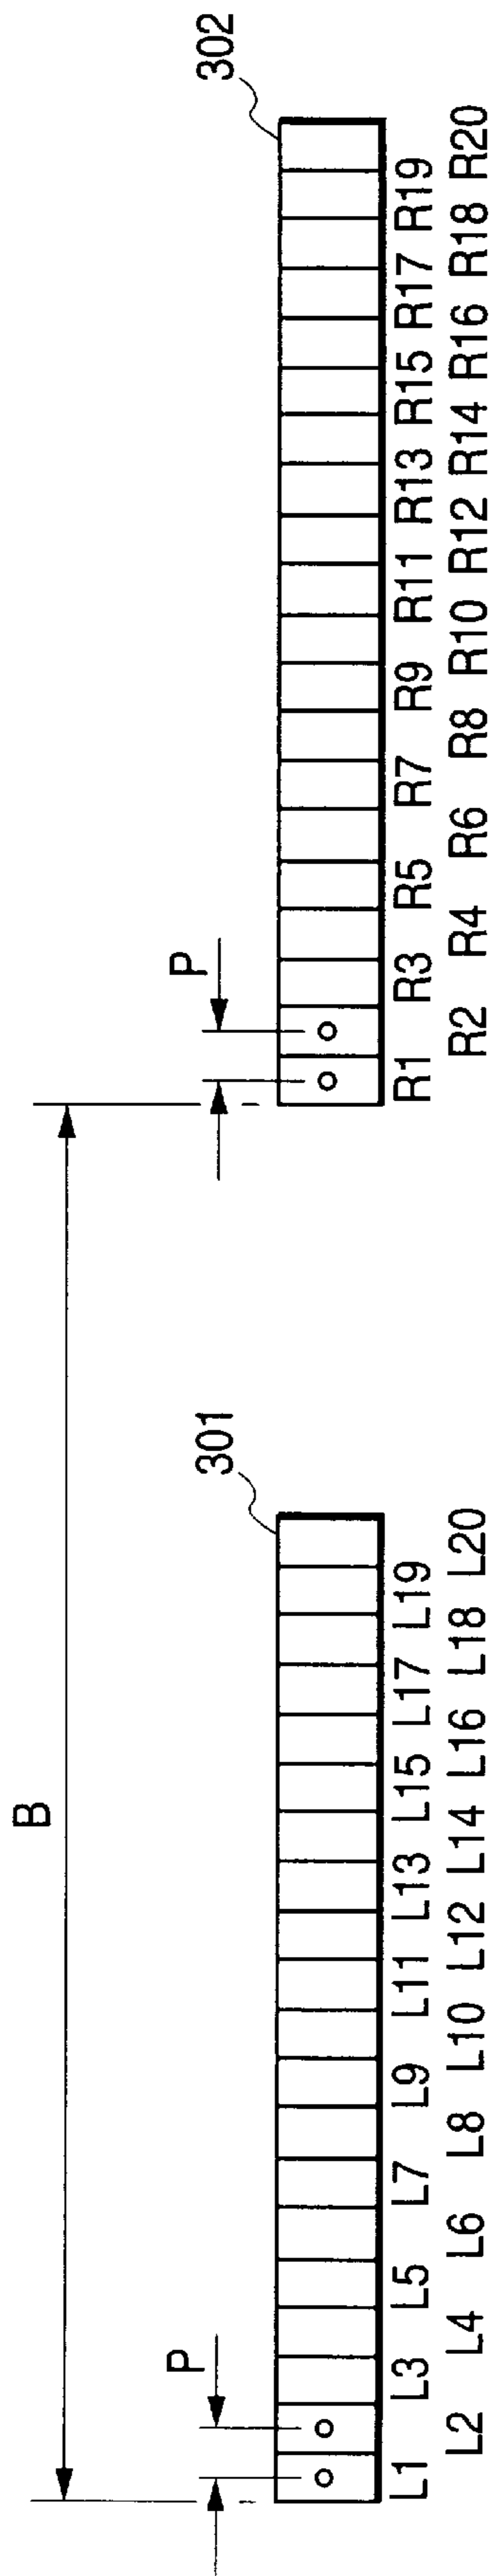 B
P
P
301
302
L1 L3 L5 L7 L9 L11 L13 L15 L17 L19
L2 L4 L6 L8 L10 L12 L14 L16 L18 L20
R1 R3 R5 R7 R9 R11 R13 R15 R17 R19
R2 R4 R6 R8 R10 R12 R14 R16 R18 R20